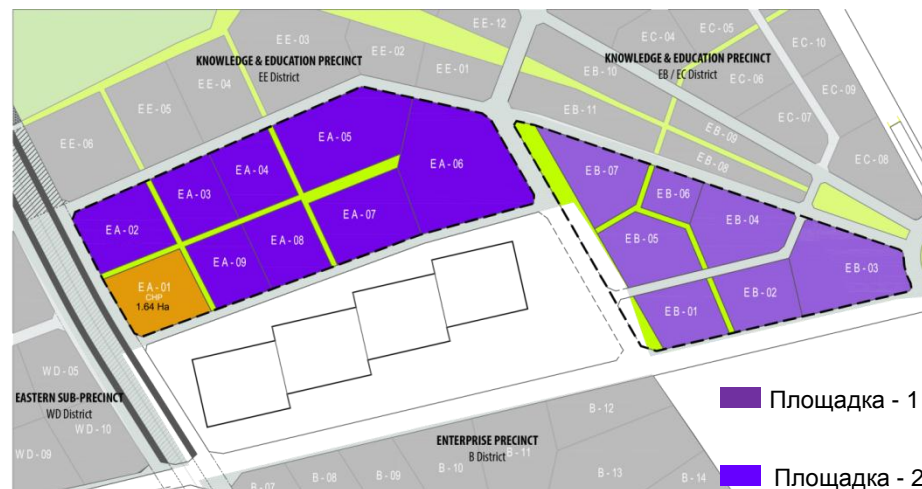 EE - 12
EC - 05
EE - 03
EC - 04
EC - 10
EE - 02
KNOWLEDGE & EDUCATION PRECINCT
EE District
KNOWLEDGE & EDUCATION PRECINCT
EB / EC District
EE - 01
EB - 10
EC - 06
EE - 04
EC - 09
EE - 05
EB - 11
EC - 07
EE - 06
EB - 09
EA - 05
EB - 08
EC - 08
EA - 04
EA - 06
EB - 07
EA - 03
EB - 06
EA - 02
EA - 07
EB - 04
EA - 08
EB - 05
EA - 09
EB - 03
EA - 01
CHP
1.64 Ha
EB - 02
EB - 01
WD - 05
EASTERN SUB-PRECINCT
WD District
WD - 10
WD - 09
Площадка - 1
B - 12
ENTERPRISE PRECINCT
B District
B - 11
B - 10
B - 09
B - 08
B - 07
B - 13
B - 14
Площадка - 2